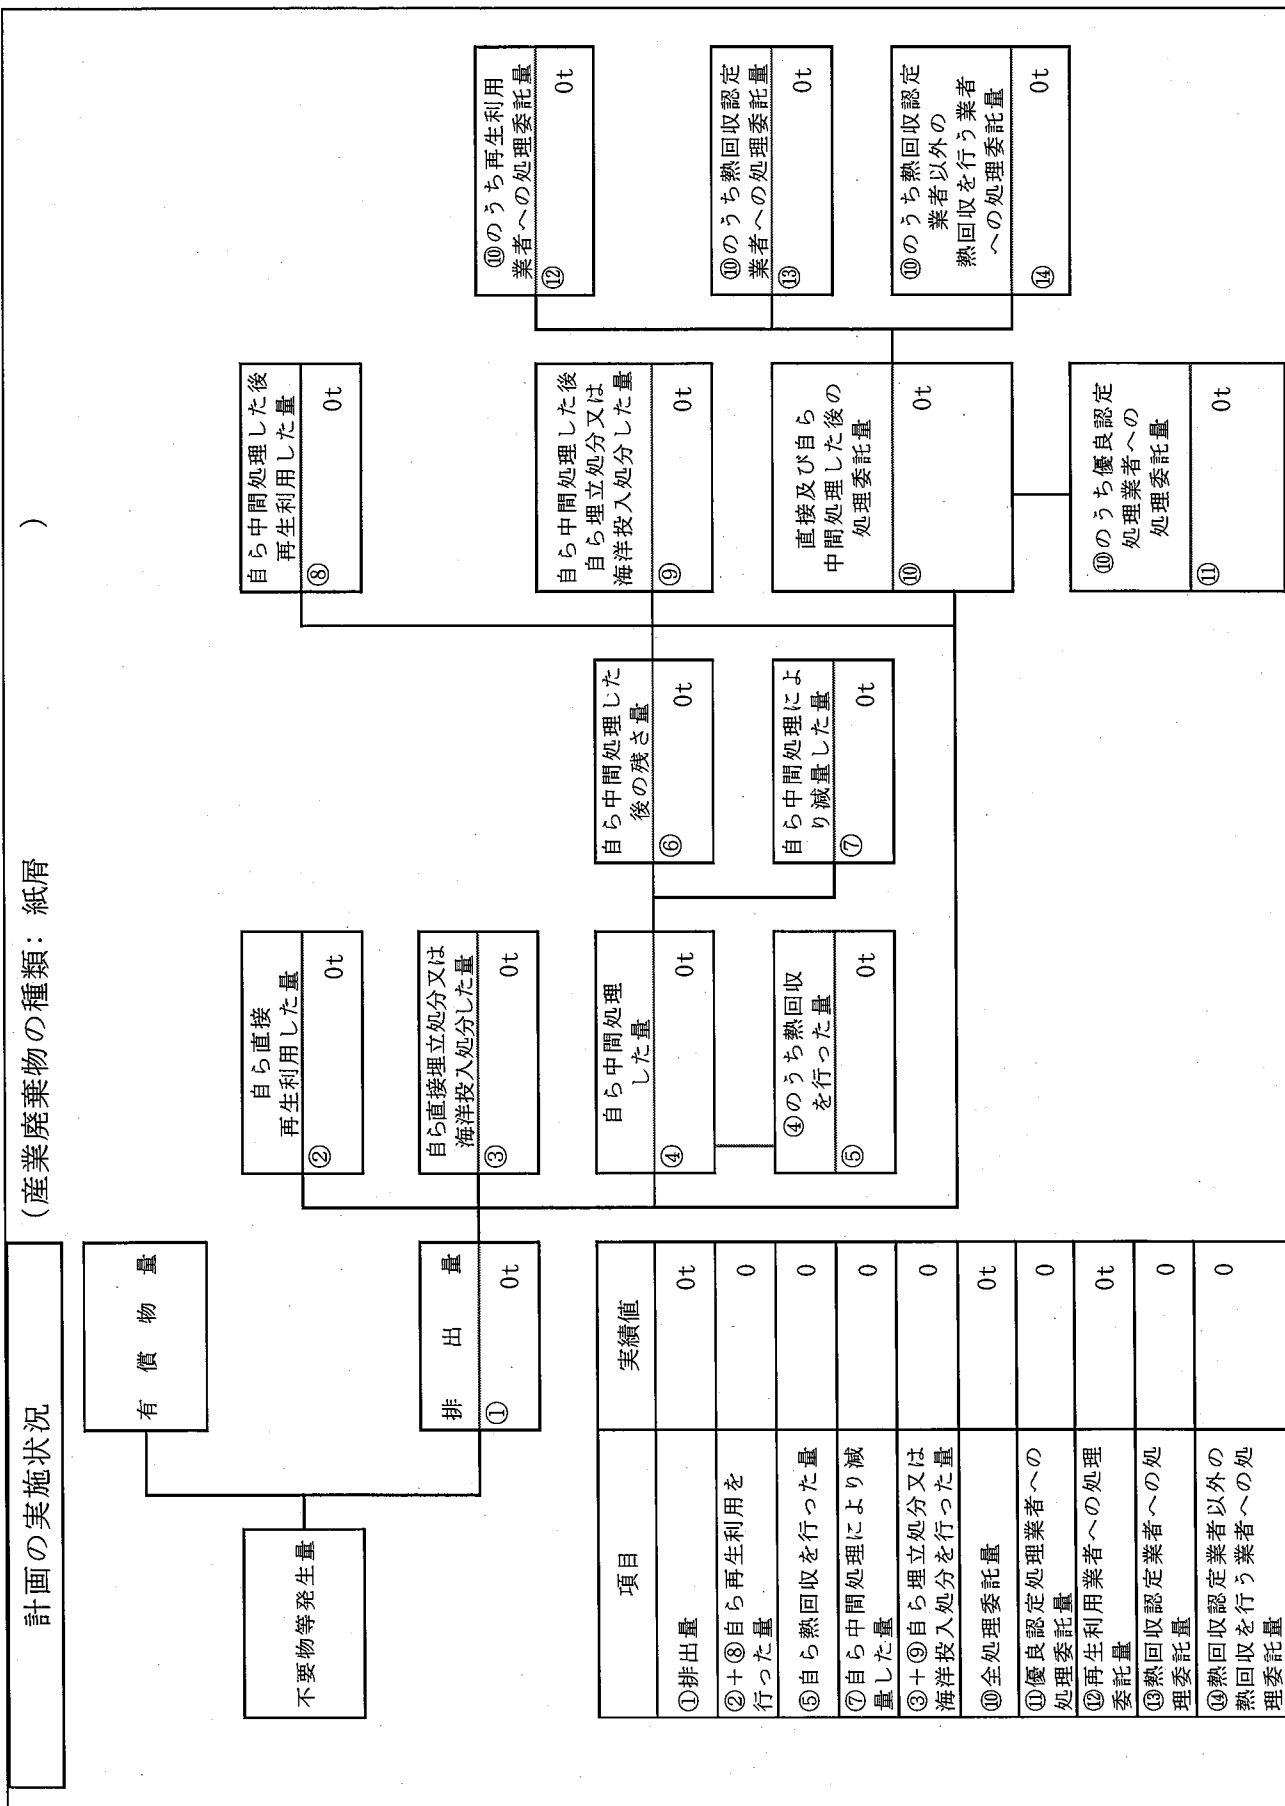 計画の実施状況
(産業廃棄物の種類： 紙屑 )
不要物等発生量
有償物量
排出量
① 0t
自ら直接
再生利用した量
② 0t
自ら直接埋立処分又は
海洋投入処分した量
③ 0t
自ら中間処理
した量
④ 0t
④のうち熱回収
を行った量
⑤ 0t
自ら中間処理した
後の残さ量
⑥ 0t
自ら中間処理によ
り減量した量
⑦ 0t
自ら中間処理した後
再生利用した量
⑧ 0t
自ら中間処理した後
自ら埋立処分又は
海洋投入処分した量
⑨ 0t
直接及び自ら
中間処理した後の
処理委託量
⑩ 0t
⑩のうち優良認定
処理業者への
処理委託量
⑪ 0t
⑩のうち再生利用
業者への処理委託量
⑫ 0t
⑩のうち熱回収認定
業者への処理委託量
⑬ 0t
⑩のうち熱回収認定
業者以外の
熱回収を行う業者
への処理委託量
⑭ 0t
項目 実績値
①排出量 0t
②＋⑧自ら再生利用を
行った量 0
⑤自ら熱回収を行った量 0
⑦自ら中間処理により減
量した量 0
③＋⑨自ら埋立処分又は
海洋投入処分を行った量 0
⑩全処理委託量 0t
⑪優良認定処理業者への
処理委託量 0
⑫再生利用業者への処理
委託量 0t
⑬熱回収認定業者への処
理委託量 0
⑭熱回収認定業者以外の
熱回収を行う業者への処
理委託量 0